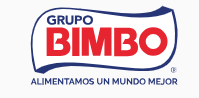 GRUPO
BIMBO
®
ALIMENTAMOS UN MUNDO MEJOR